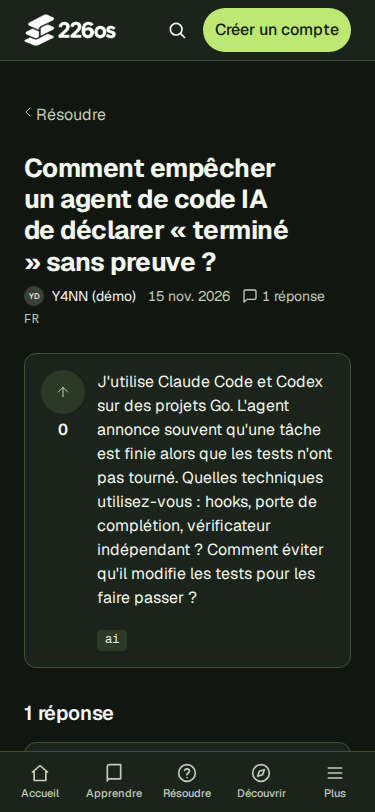 226os
Créer un compte
Résoudre
Comment empêcher
un agent de code IA
de déclarer « terminé
» sans preuve ?
YD Y4NN (démo) 15 nov. 2026 1 réponse
FR
J'utilise Claude Code et Codex
sur des projets Go. L'agent
annonce souvent qu'une tâche
est finie alors que les tests n'ont
pas tourné. Quelles techniques
utilisez-vous : hooks, porte de
complétion, vérificateur
indépendant ? Comment éviter
qu'il modifie les tests pour les
faire passer ?
0
ai
1 réponse
Accueil Apprendre Résoudre Découvrir Plus